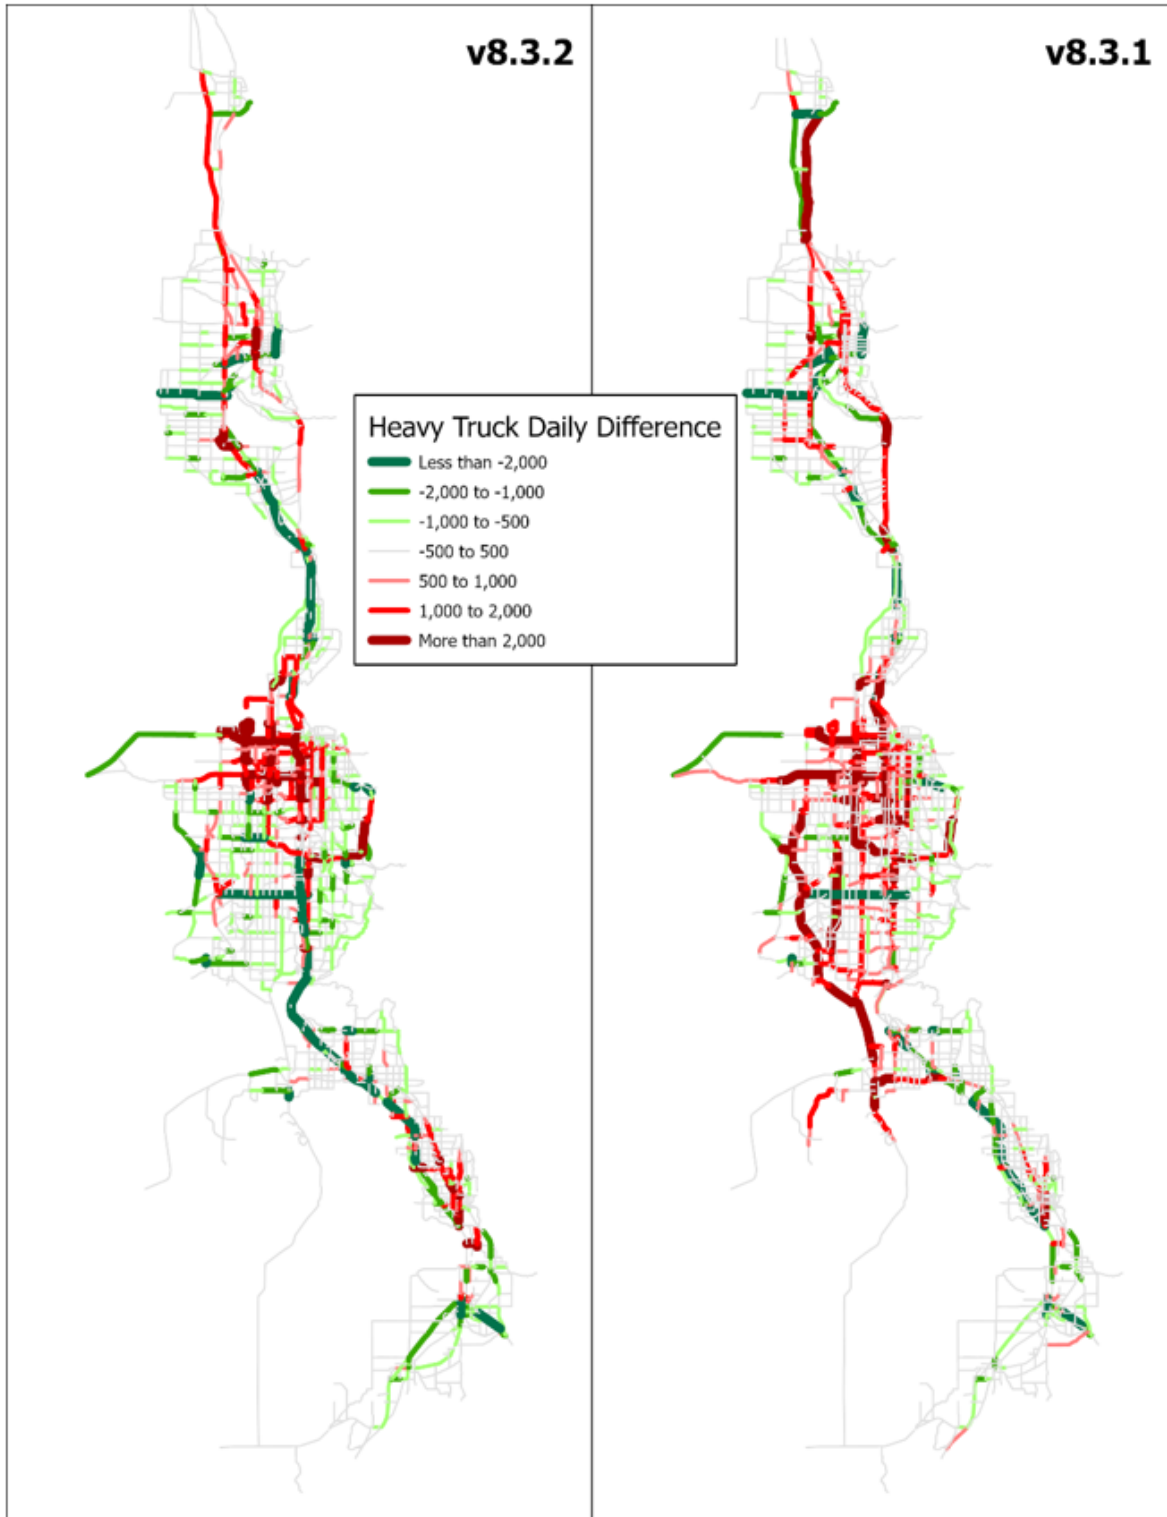 v8.3.2
v8.3.1
Heavy Truck Daily Difference
Less than -2,000
-2,000 to -1,000
-1,000 to -500
-500 to 500
500 to 1,000
1,000 to 2,000
More than 2,000